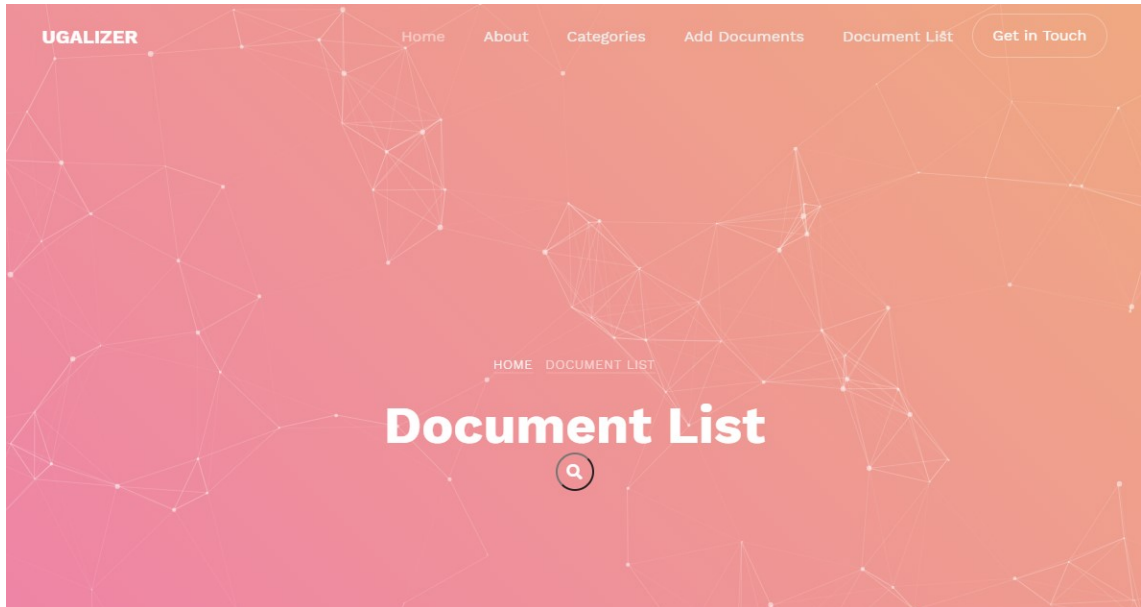 UGALIZER Home About Categories Add Documents Document List Get in Touch
HOME DOCUMENT LIST
Document List